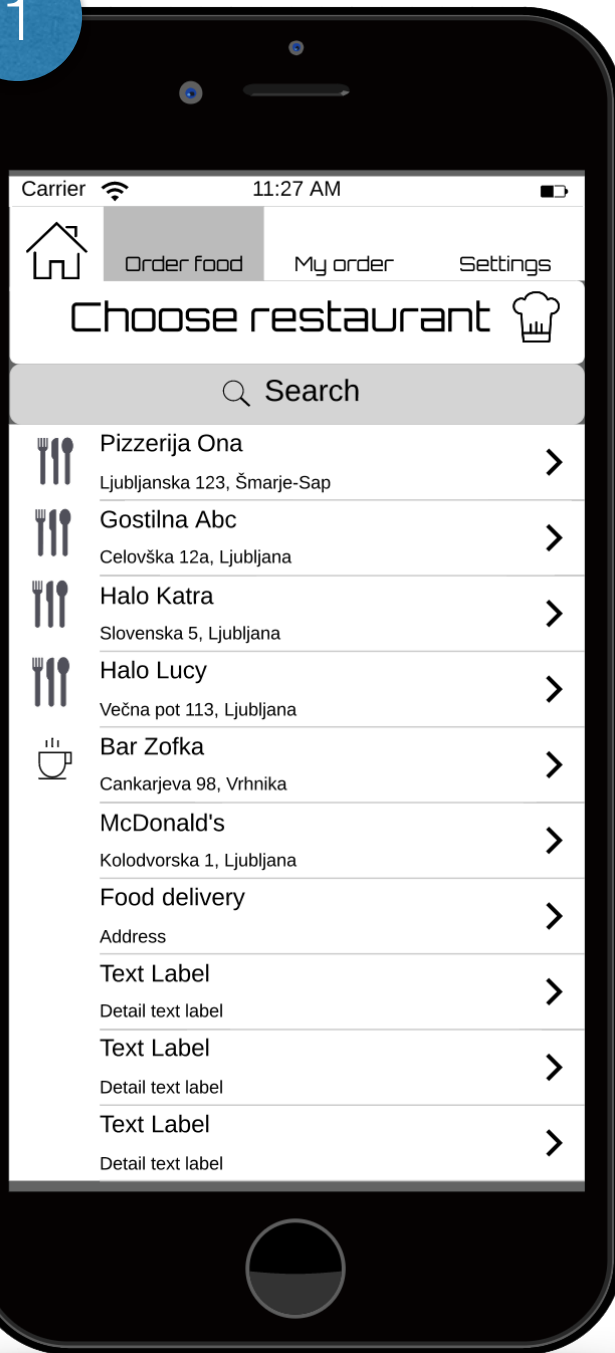 1
Carrier 11:27 AM
Order food My order Settings
Choose restaurant
Search
Pizzerija Ona
Ljubljanska 123, Šmarje-Sap
Gostilna Abc
Celovška 12a, Ljubljana
Halo Katra
Slovenska 5, Ljubljana
Halo Lucy
Večna pot 113, Ljubljana
Bar Zofka
Cankarjeva 98, Vrhnika
McDonald's
Kolodvorska 1, Ljubljana
Food delivery
Address
Text Label
Detail text label
Text Label
Detail text label
Text Label
Detail text label